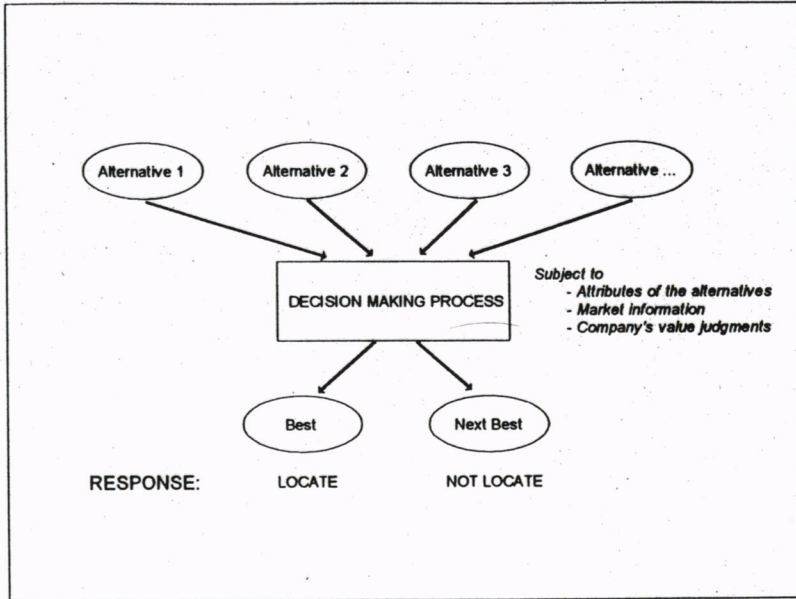 Alternative 1 Alternative 2 Alternative 3 Alternative ...
DECISION MAKING PROCESS
Subject to
- Attributes of the alternatives
- Market information
- Company's value judgments
Best Next Best
RESPONSE: LOCATE NOT LOCATE